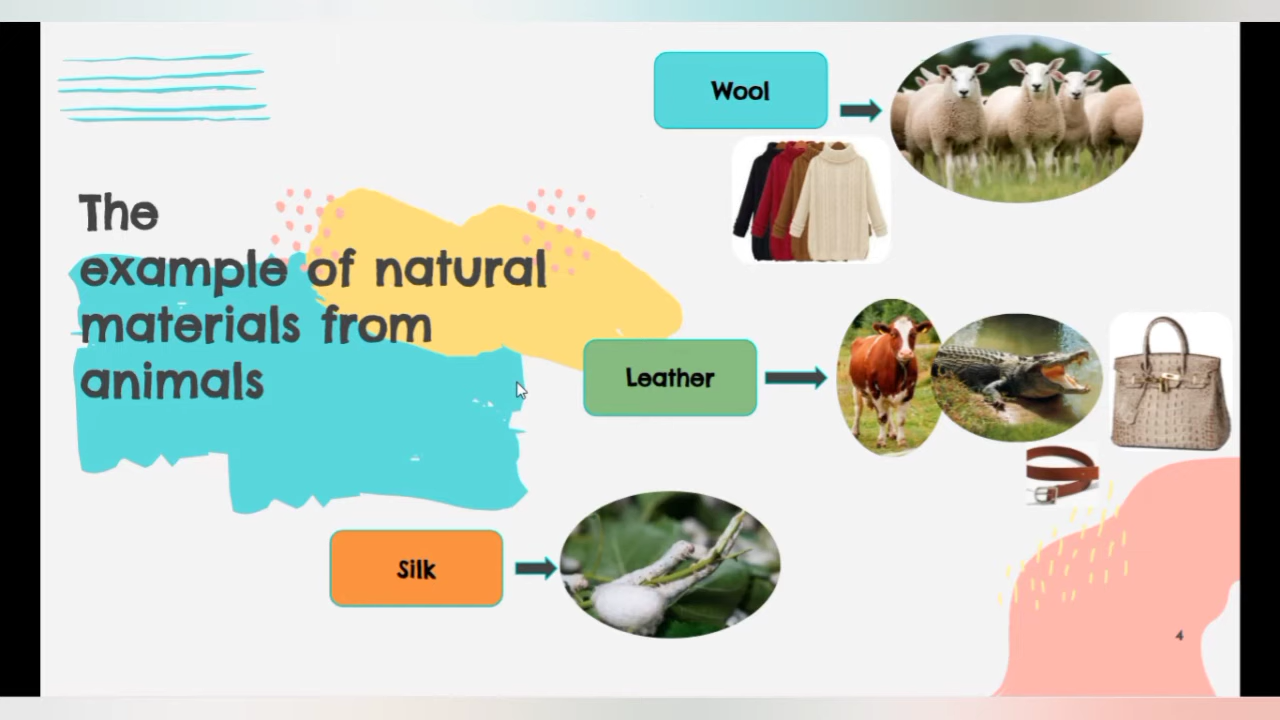 The
example of natural
materials from
animals
Wool
Leather
Silk
4